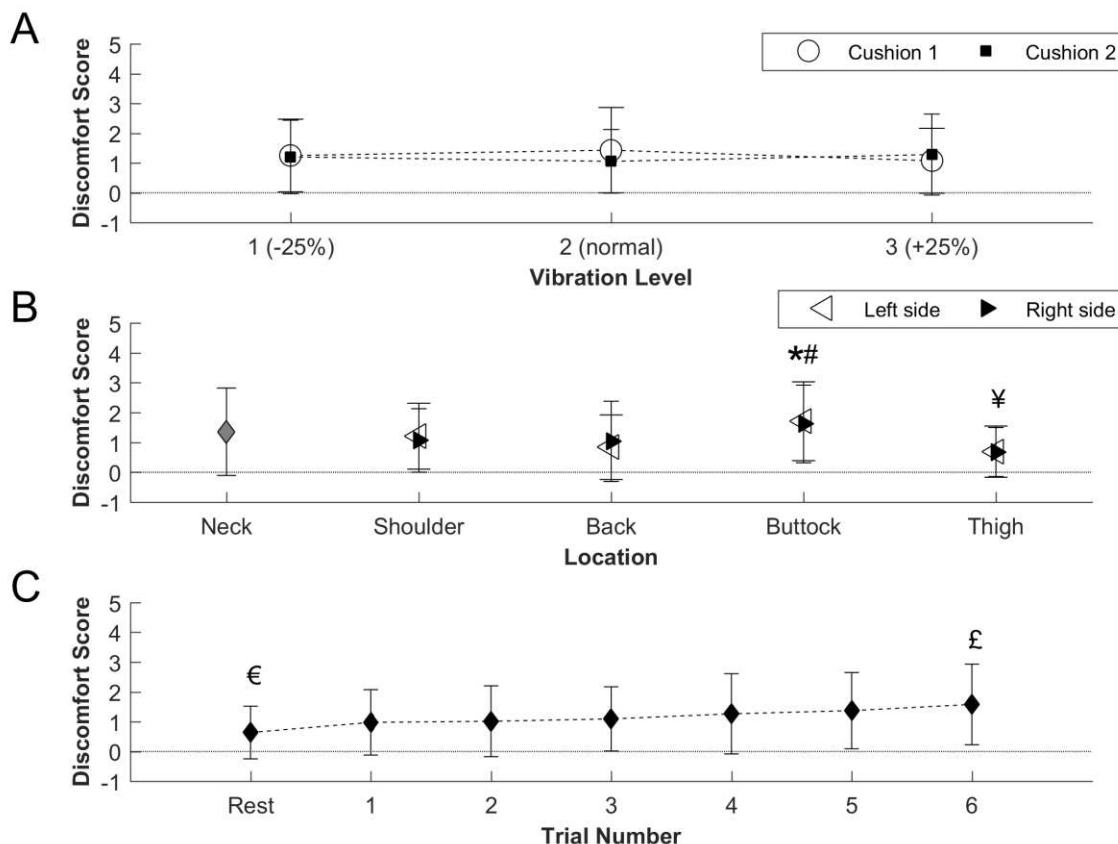 A
Discomfort Score
5
4
3
2
1
0
-1
Cushion 1 Cushion 2
1 (-25%) 2 (normal) 3 (+25%)
Vibration Level
B
Discomfort Score
5
4
3
2
1
0
-1
Left side Right side
*#
¥
Neck Shoulder Back Buttock Thigh
Location
C
Discomfort Score
5
4
3
2
1
0
-1
€
£
Rest 1 2 3 4 5 6
Trial Number